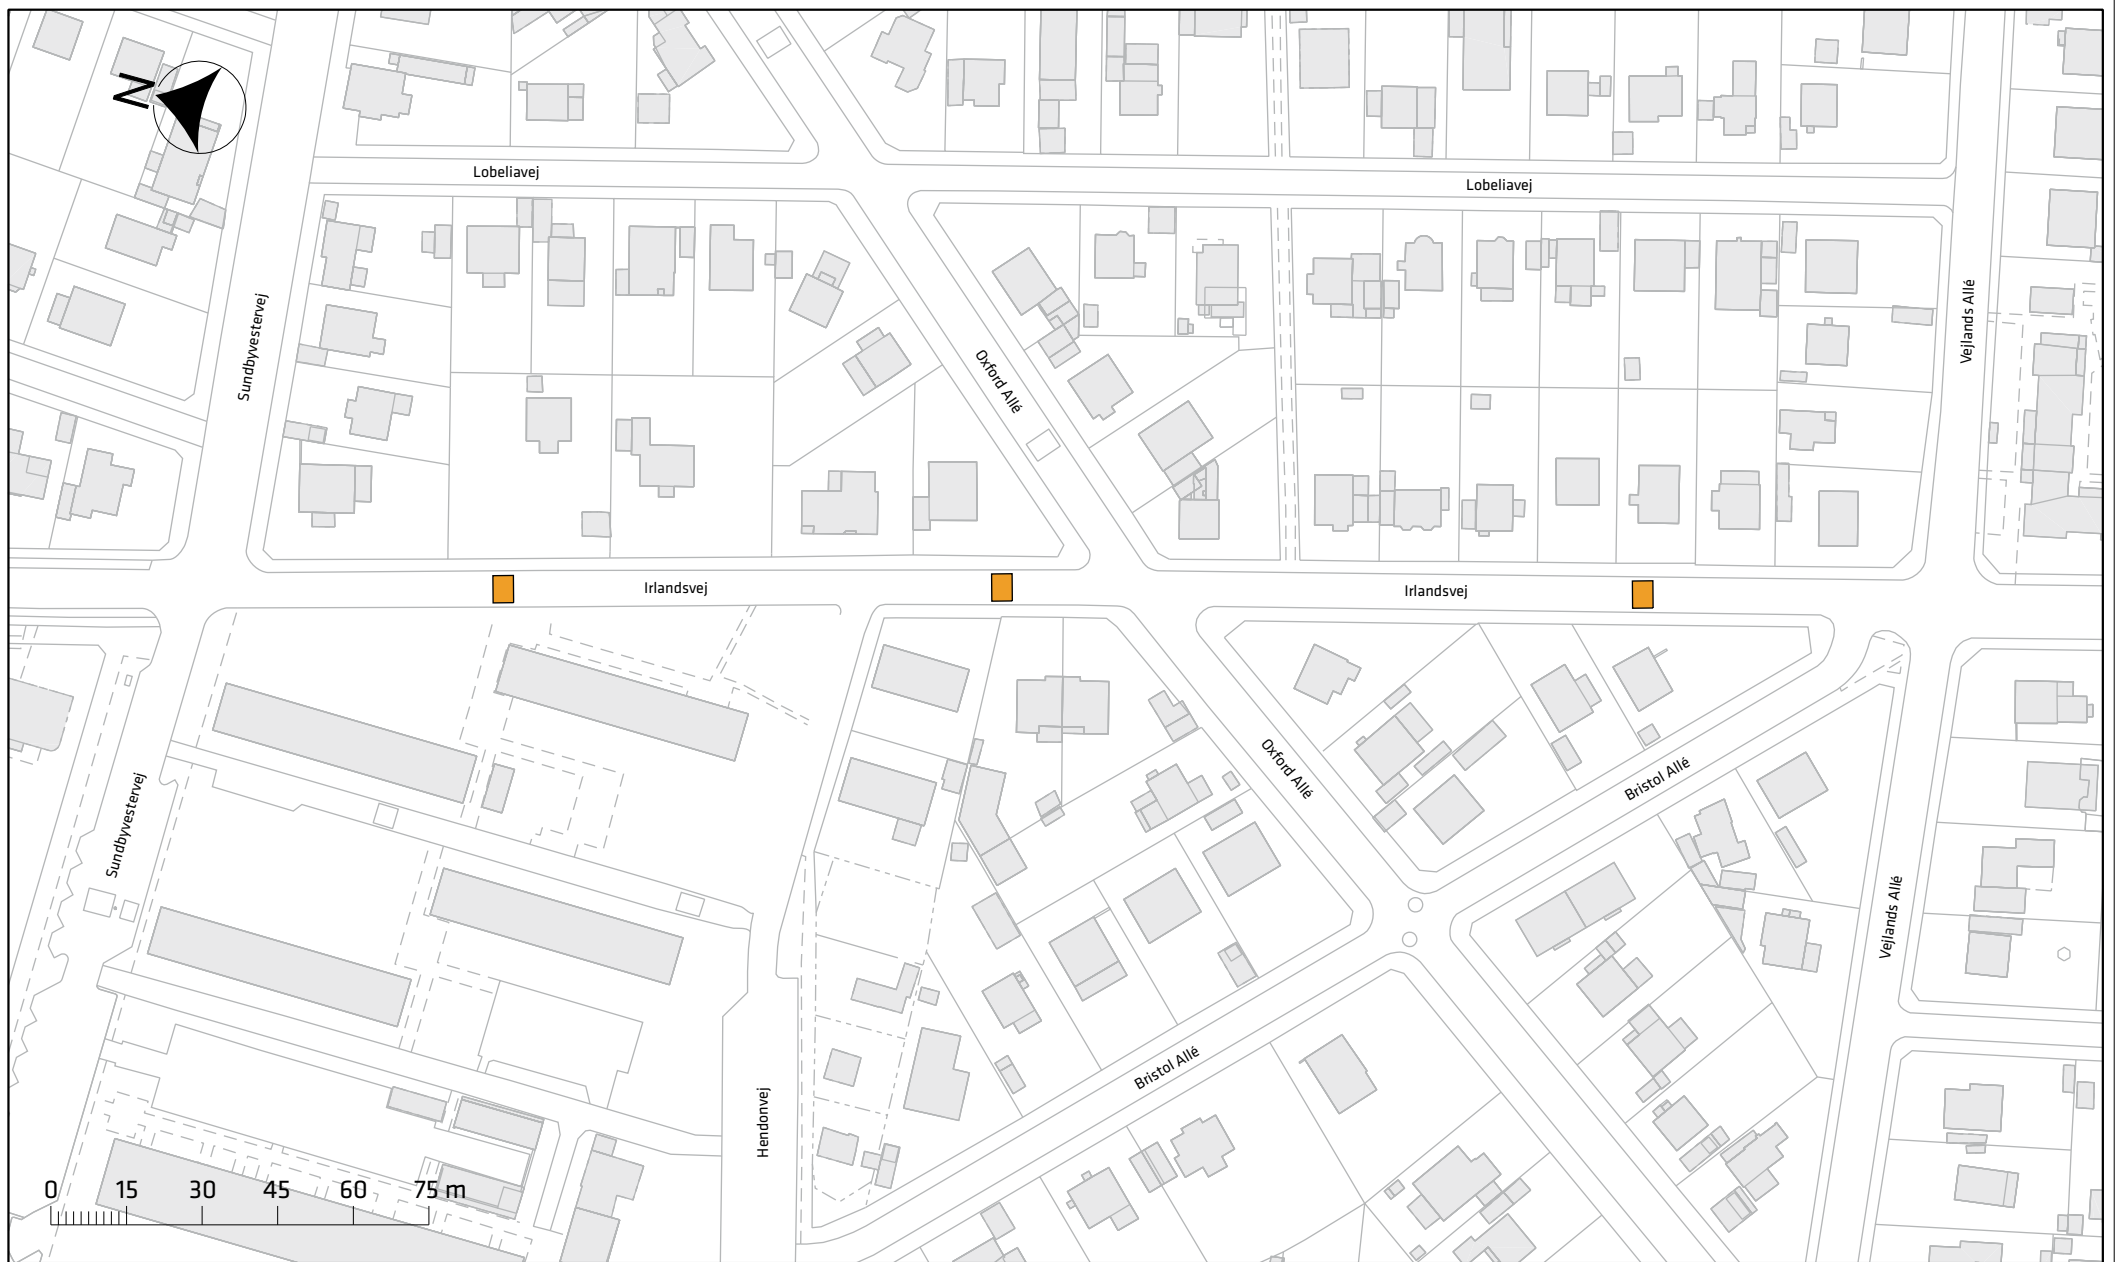 N
Lobeliavej
Lobeliavej
Sundbyvestervej
Oxford Allé
Vejlands Allé
Irlandsvej
Irlandsvej
Oxford Allé
Bristol Allé
Sundbyvestervej
Vejlands Allé
Bristol Allé
Hendonvej
0 15 30 45 60 75 m